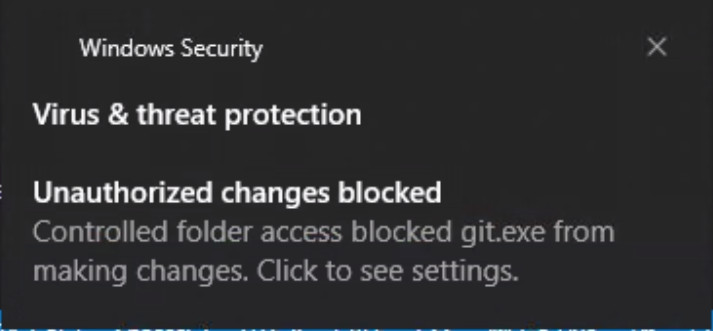 Windows Security
Virus & threat protection
Unauthorized changes blocked
Controlled folder access blocked git.exe from
making changes. Click to see settings.